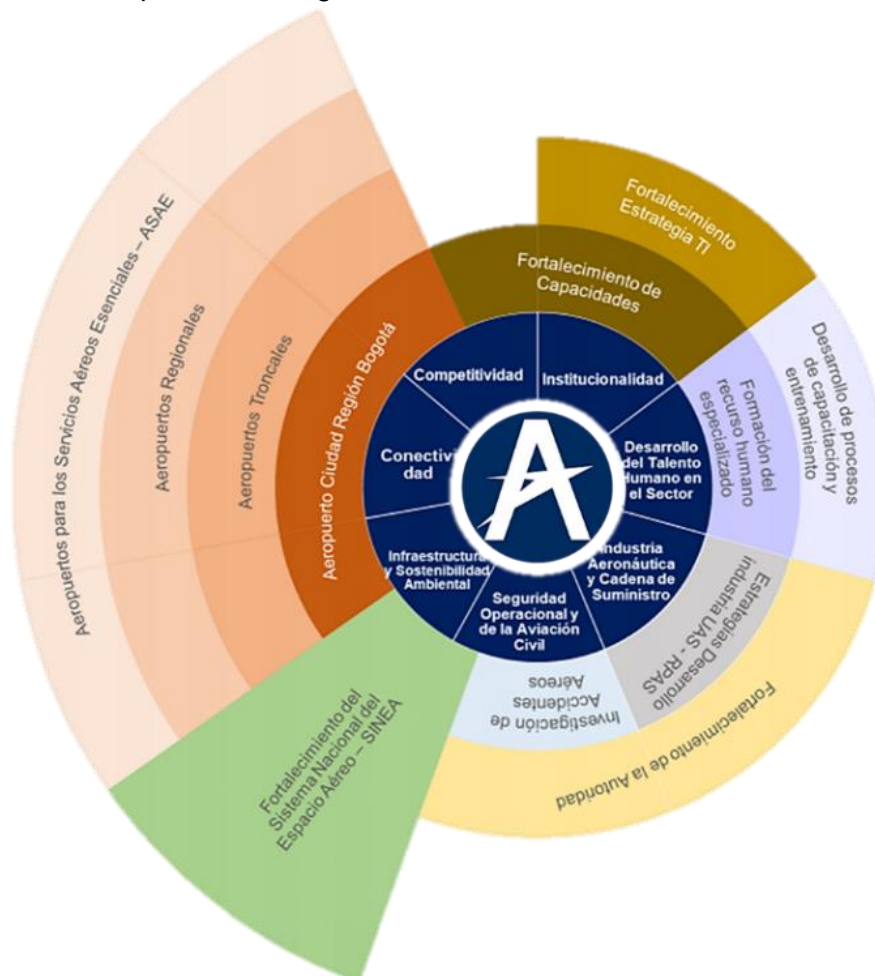 Fortalecimiento
Estrategia TI
Fortalecimiento de
Capacidades
Desarrollo de procesos
de capacitación y
entrenamiento
Formación del
recurso humano
especializado
Estrategias Desarrollo
industria UAS - RPAS
Fortalecimiento de la Autoridad
Investigación de
Accidentes
Aéreos
Fortalecimiento del
Sistema Nacional del
Espacio Aéreo – SINEA
Aeropuertos para los Servicios Aéreos Esenciales – ASAE
Aeropuertos Regionales
Aeropuertos Troncales
Aeropuerto Ciudad Región Bogotá
Competitividad
Institucionalidad
Desarrollo
del Talento
Humano en
el Sector
Industria
Aeronáutica
y Cadena de
Suministro
Seguridad
Operacional y
de la Aviación
Civil
Infraestructura
y Sostenibilidad
Ambiental
Conectivi
dad